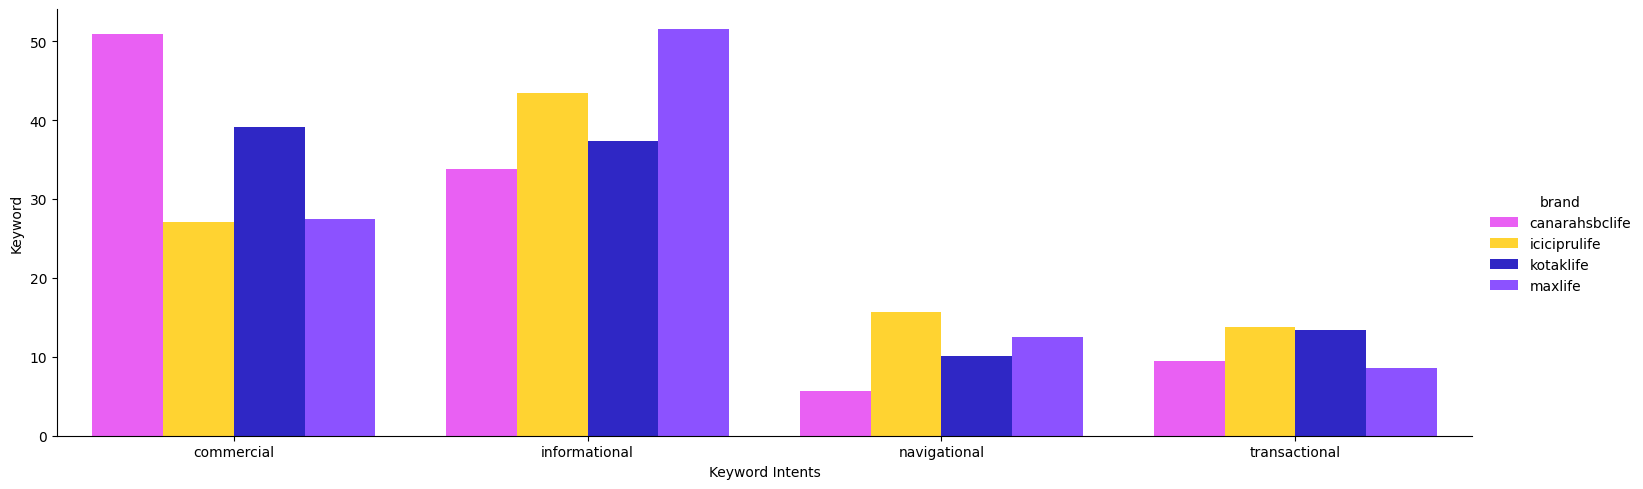 50
40
30
20
10
0
Keyword
commercial
informational
navigational
transactional
Keyword Intents
brand
canarahsbclife
iciciprulife
kotaklife
maxlife